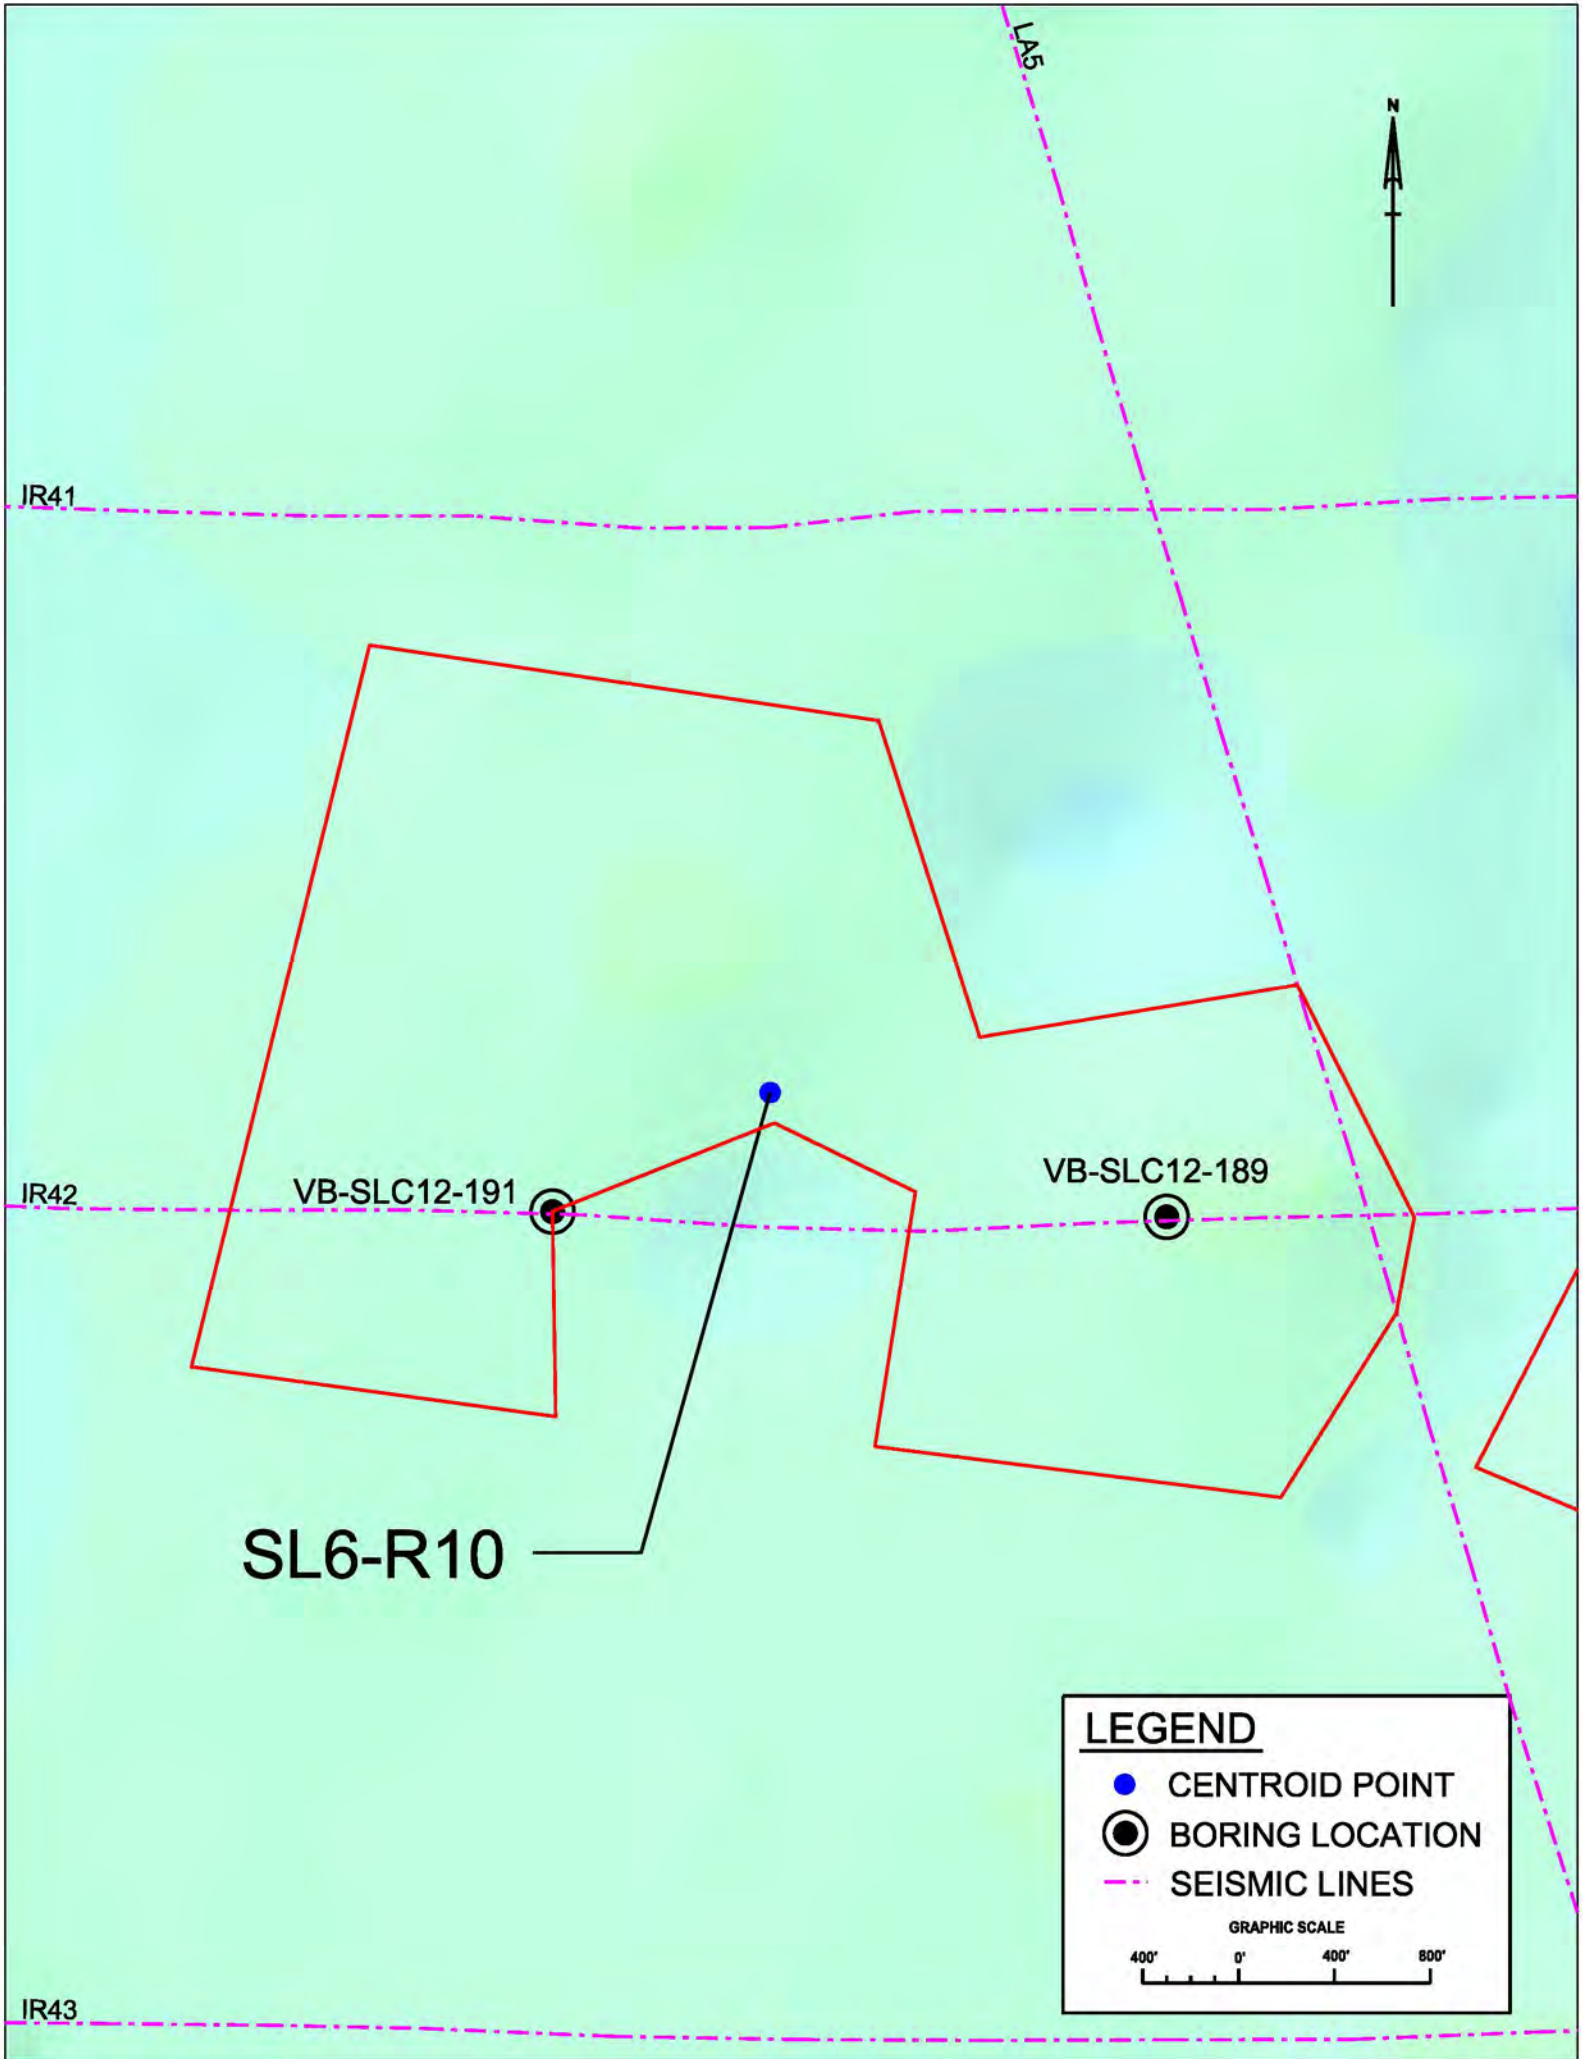 LA5
N
IR41
VB-SLC12-189
VB-SLC12-191
IR42
SL6-R10
LEGEND
CENTROID POINT
BORING LOCATION
SEISMIC LINES
GRAPHIC SCALE
400' 0' 400' 800'
IR43